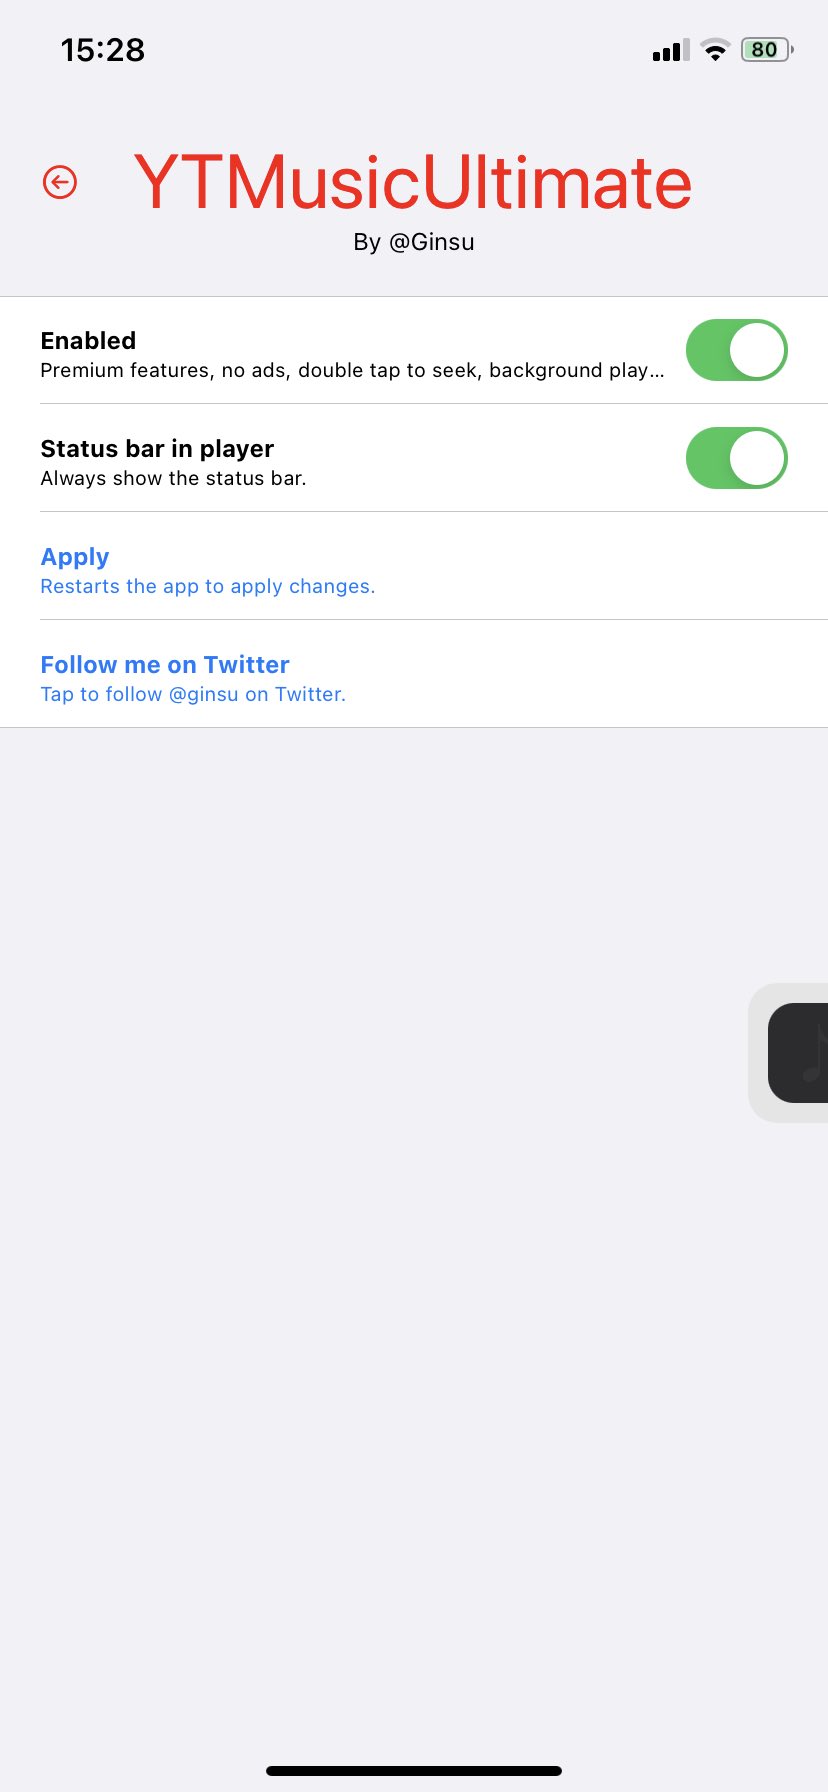 15:28
80
YTMusicUltimate
By @Ginsu
Enabled
Premium features, no ads, double tap to seek, background play...
Status bar in player
Always show the status bar.
Apply
Restarts the app to apply changes.
Follow me on Twitter
Tap to follow @ginsu on Twitter.